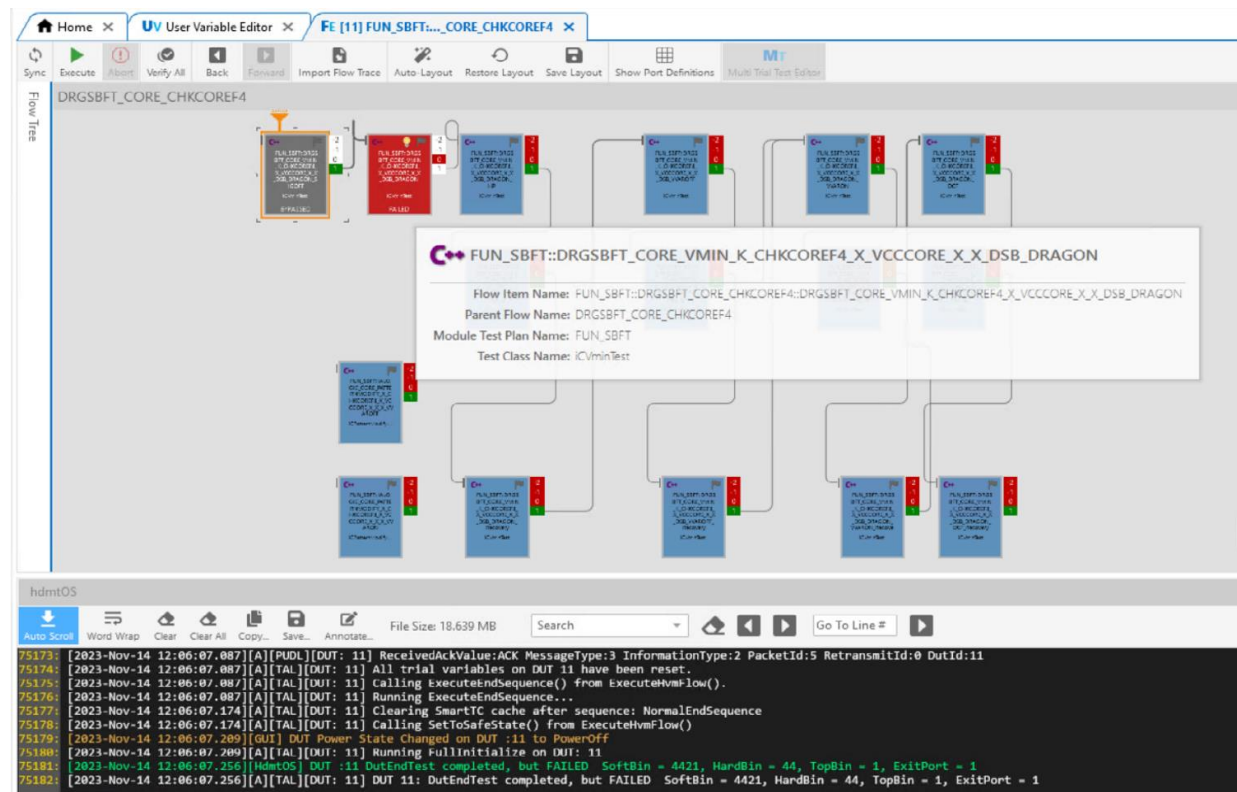 Home ×
UV User Variable Editor ×
FE [11] FUN_SBFT:..._CORE_CHKCOREF4 ×
Sync Execute Abort Verify All Back Forward Import Flow Trace Auto-Layout Restore Layout Save Layout Show Port Definitions Multi Trial Test Editor
Flow Tree
DRGSBFT_CORE_CHKCOREF4
BYPASSED
FAILED
C++ FUN_SBFT::DRGSBFT_CORE_VMIN_K_CHKCOREF4_X_VCCCORE_X_X_DSB_DRAGON
Flow Item Name: FUN_SBFT::DRGSBFT_CORE_CHKCOREF4::DRGSBFT_CORE_VMIN_K_CHKCOREF4_X_VCCCORE_X_X_DSB_DRAGON
Parent Flow Name: DRGSBFT_CORE_CHKCOREF4
Module Test Plan Name: FUN_SBFT
Test Class Name: iCVminTest
hdmtOS
Auto Scroll Word Wrap Clear Clear All Copy... Save... Annotate... File Size: 18.639 MB Search Go To Line #
75173: [2023-Nov-14 12:06:07.087][A][PUDL][DUT: 11] ReceivedAckValue:ACK MessageType:3 InformationType:2 PacketId:5 RetransmitId:0 DutId:11
75174: [2023-Nov-14 12:06:07.087][A][TAL][DUT: 11] All trial variables on DUT 11 have been reset.
75175: [2023-Nov-14 12:06:07.087][A][TAL][DUT: 11] Calling ExecuteEndSequence() from ExecuteHvmFlow().
75176: [2023-Nov-14 12:06:07.087][A][TAL][DUT: 11] Running ExecuteEndSequence...
75177: [2023-Nov-14 12:06:07.174][A][TAL][DUT: 11] Clearing SmartTC cache after sequence: NormalEndSequence
75178: [2023-Nov-14 12:06:07.174][A][TAL][DUT: 11] Calling SetToSafeState() from ExecuteHvmFlow()
75179: [2023-Nov-14 12:06:07.209][GUI] DUT Power State Changed on DUT :11 to PowerOff
75180: [2023-Nov-14 12:06:07.209][A][TAL][DUT: 11] Running FullInitialize on DUT: 11
75181: [2023-Nov-14 12:06:07.256][HdmtOS] DUT :11 DutEndTest completed, but FAILED SoftBin = 4421, HardBin = 44, TopBin = 1, ExitPort = 1
75182: [2023-Nov-14 12:06:07.256][A][TAL][DUT: 11] DUT 11: DutEndTest completed, but FAILED SoftBin = 4421, HardBin = 44, TopBin = 1, ExitPort = 1